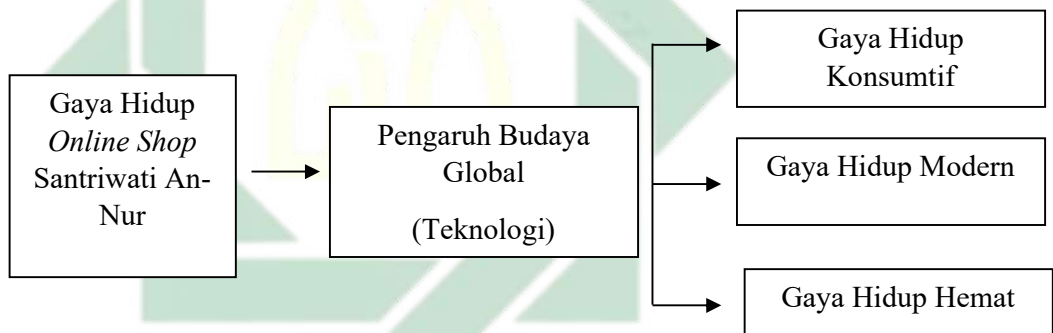 Gaya Hidup
Online Shop
Santriwati An-
Nur
Pengaruh Budaya
Global
(Teknologi)
Gaya Hidup
Konsumtif
Gaya Hidup Modern
Gaya Hidup Hemat